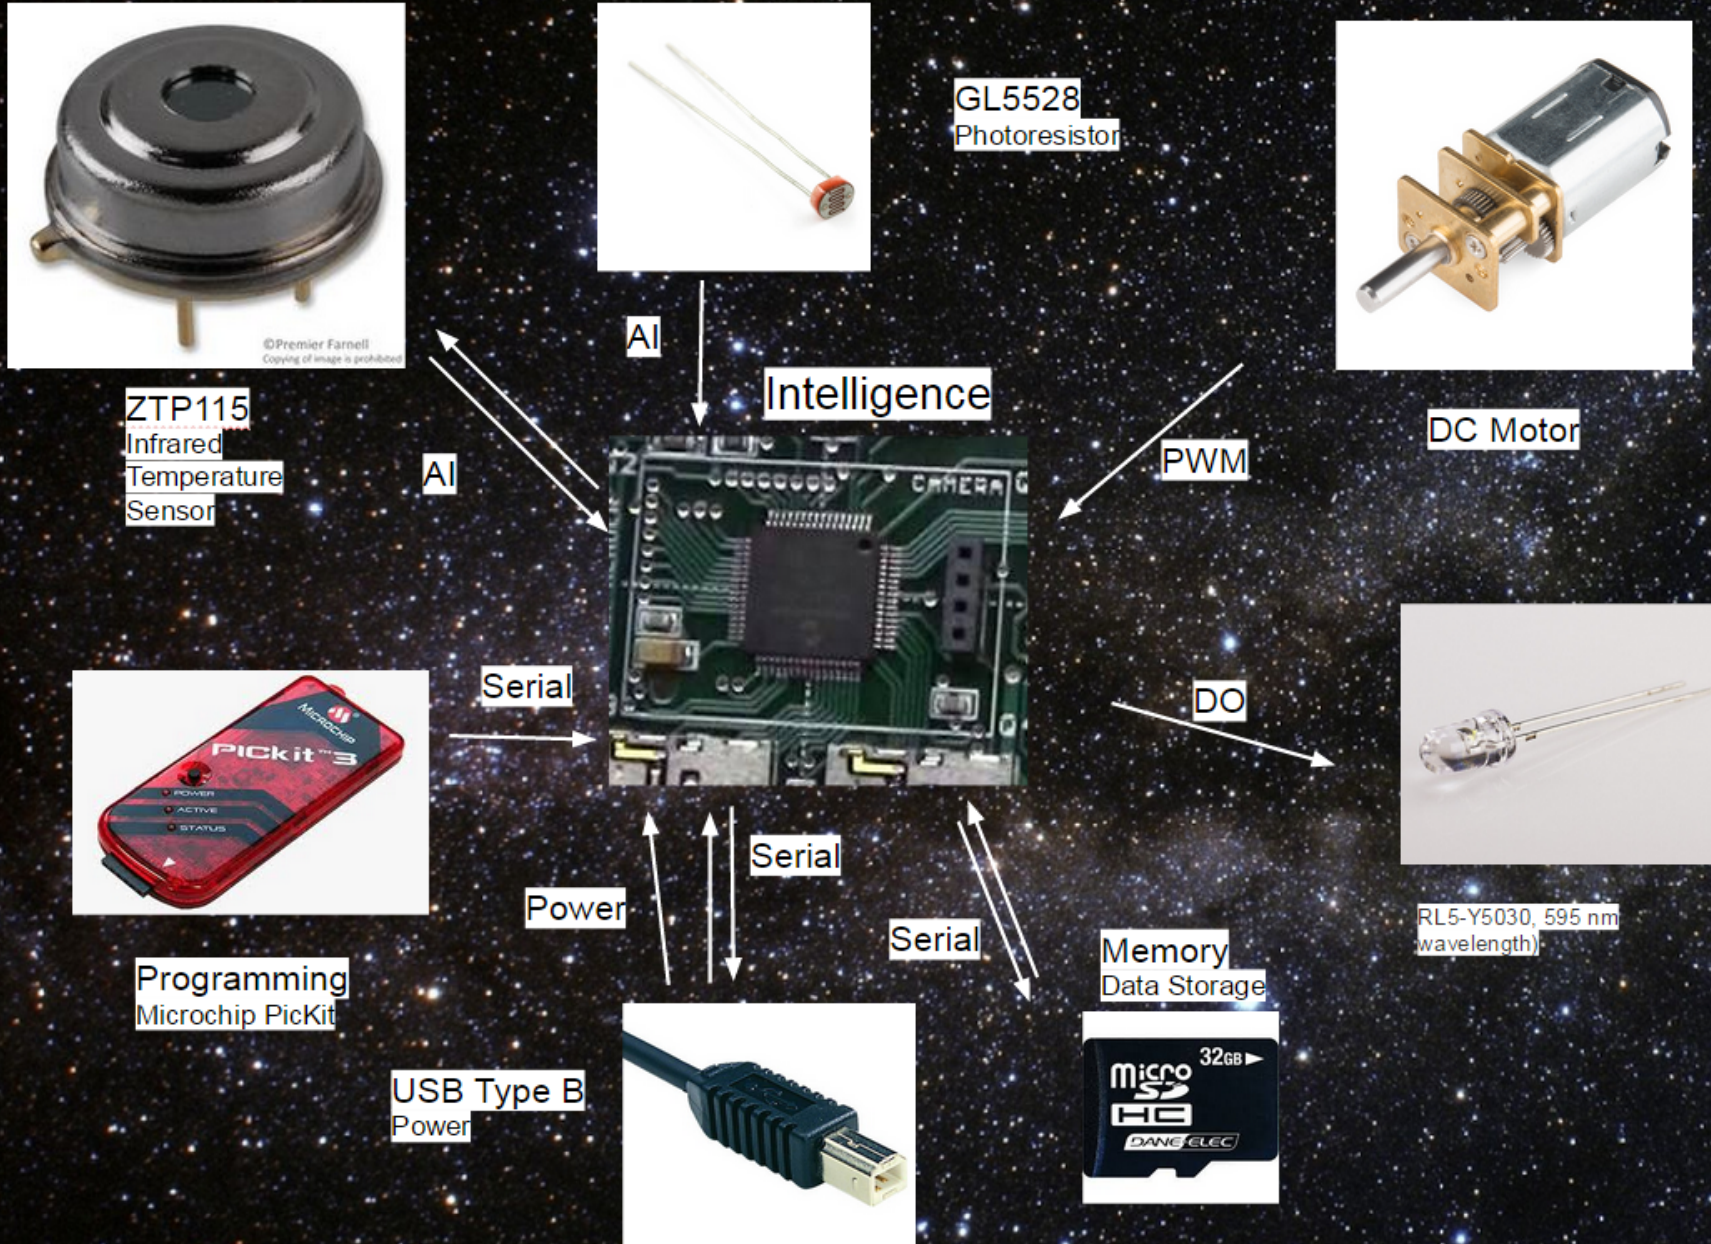 ©Premier Farnell
Copying of image is prohibited
ZTP115
Infrared
Temperature
Sensor
AI
AI
GL5528
Photoresistor
Intelligence
DC Motor
PWM
CAMERA
Serial
MICROCHIP
PICkit™3
POWER
ACTIVE
STATUS
Programming
Microchip PicKit
DO
RL5-Y5030, 595 nm
wavelength)
Power
Serial
USB Type B
Power
Serial
Memory
Data Storage
32GB
Micro
SD
HC
DANE-ELEC